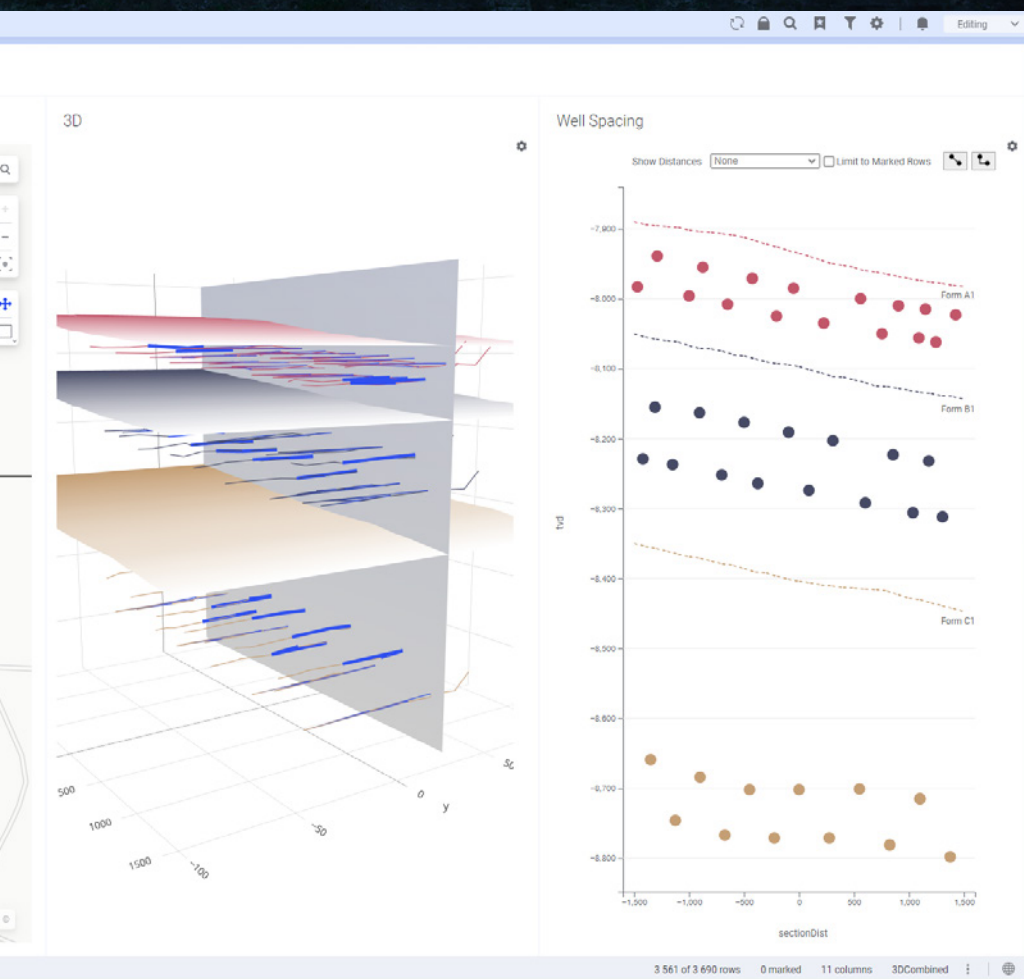 Editing
3D
Well Spacing
Show Distances
None
Limit to Marked Rows
-7,900
-8,000
Form A1
-8,100
Form B1
-8,200
-8,300
tvd
-8,400
Form C1
-8,500
-8,600
-8,700
-8,800
500
1000
1500
-100
-50
0
y
-1,500
-1,000
-500
0
500
1,000
1,500
sectionDist
3 561 of 3 690 rows
0 marked
11 columns
3DCombined